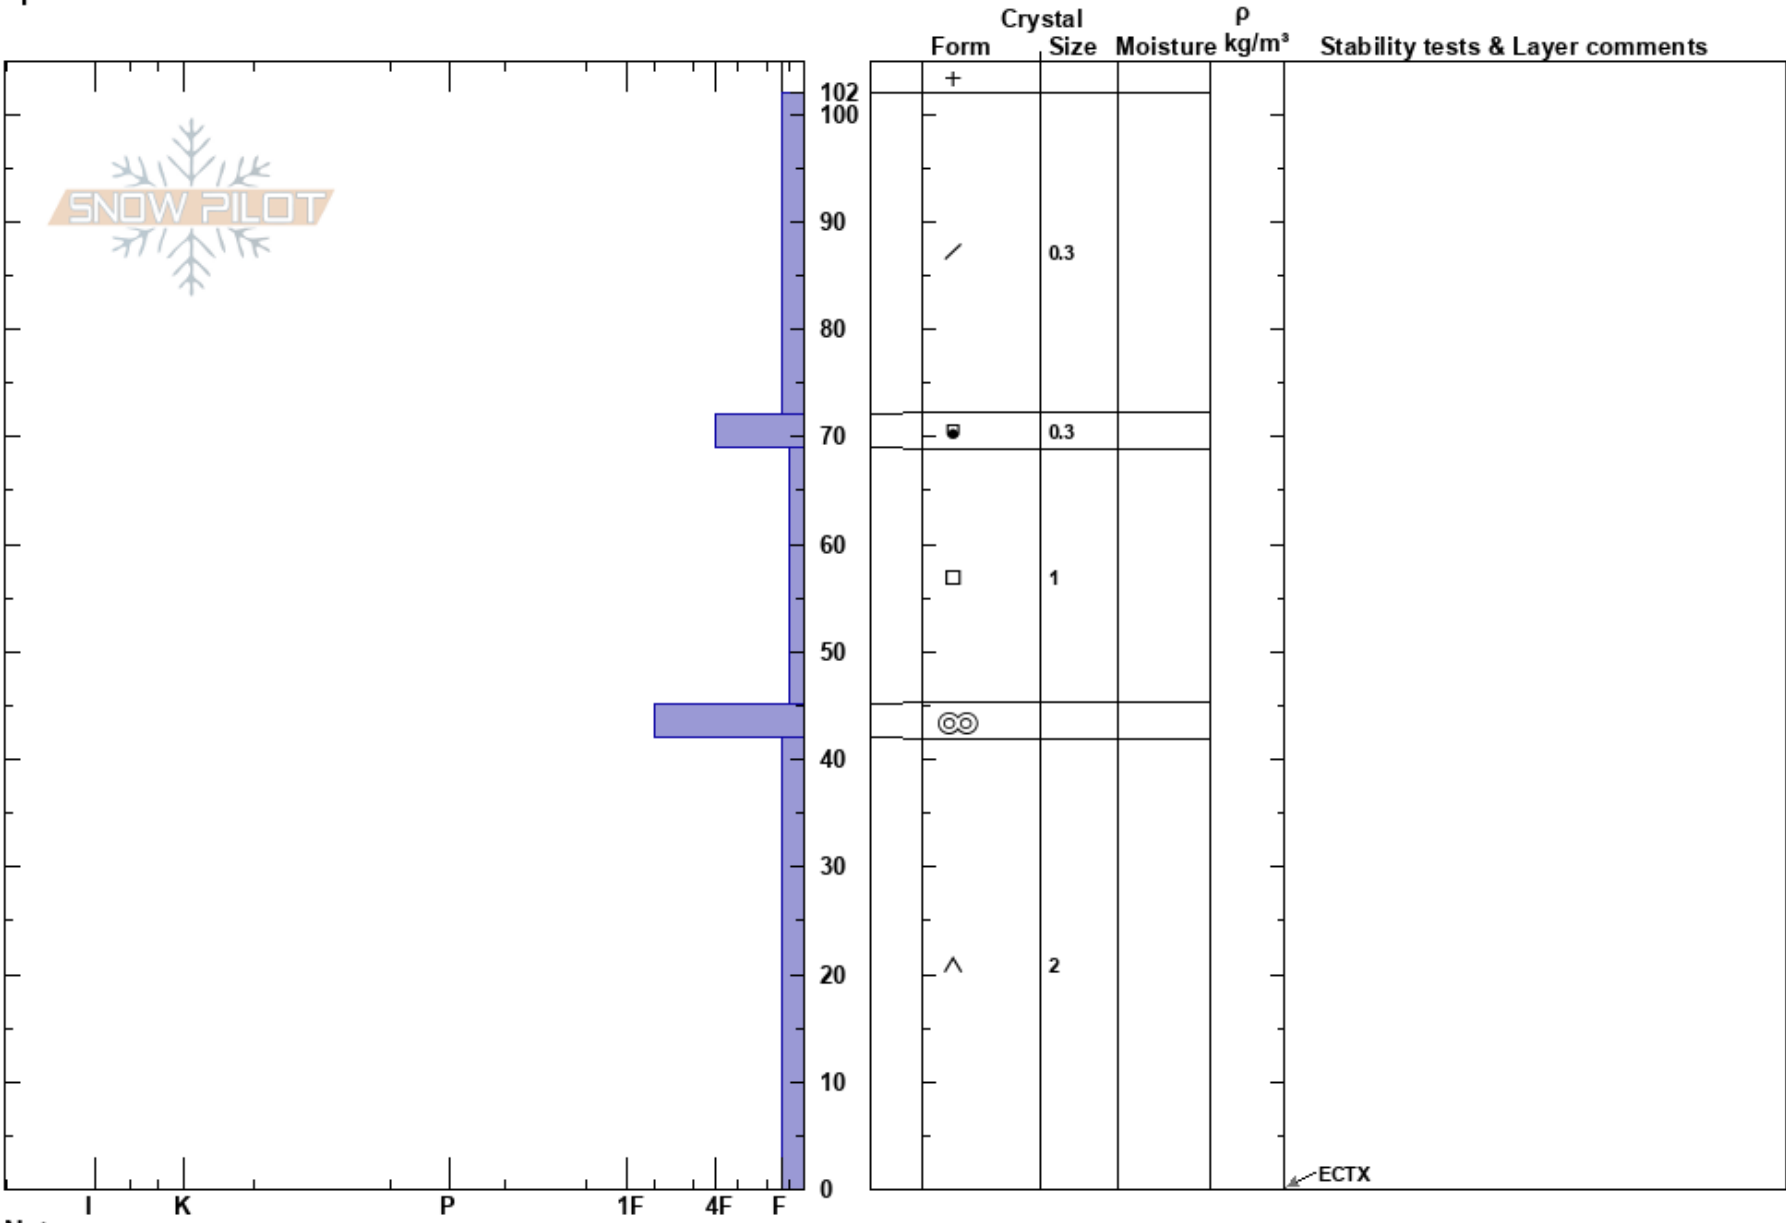 Crystal
ρ
Form Size Moisture kg/m³ Stability tests & Layer comments
102
100
SNOW PILOT
90
0.3
80
70
0.3
60
1
50
40
30
20
2
10
ECTX
0
I K P 1F 4F F